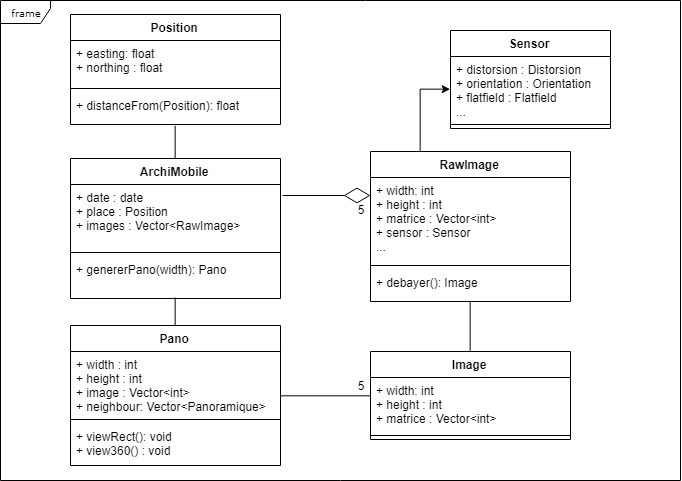 frame
Position
+ easting: float
+ northing : float
+ distanceFrom(Position): float
Sensor
+ distorsion : Distorsion
+ orientation : Orientation
+ flatfield : Flatfield
...
ArchiMobile
+ date : date
+ place : Position
+ images : Vector<RawImage>
+ genererPano(width): Pano
5
RawImage
+ width: int
+ height : int
+ matrice : Vector<int>
+ sensor : Sensor
...
+ debayer(): Image
Pano
+ width : int
+ height : int
+ image : Vector<int>
+ neighbour: Vector<Panoramique>
+ viewRect(): void
+ view360() : void
5
Image
+ width: int
+ height : int
+ matrice : Vector<int>